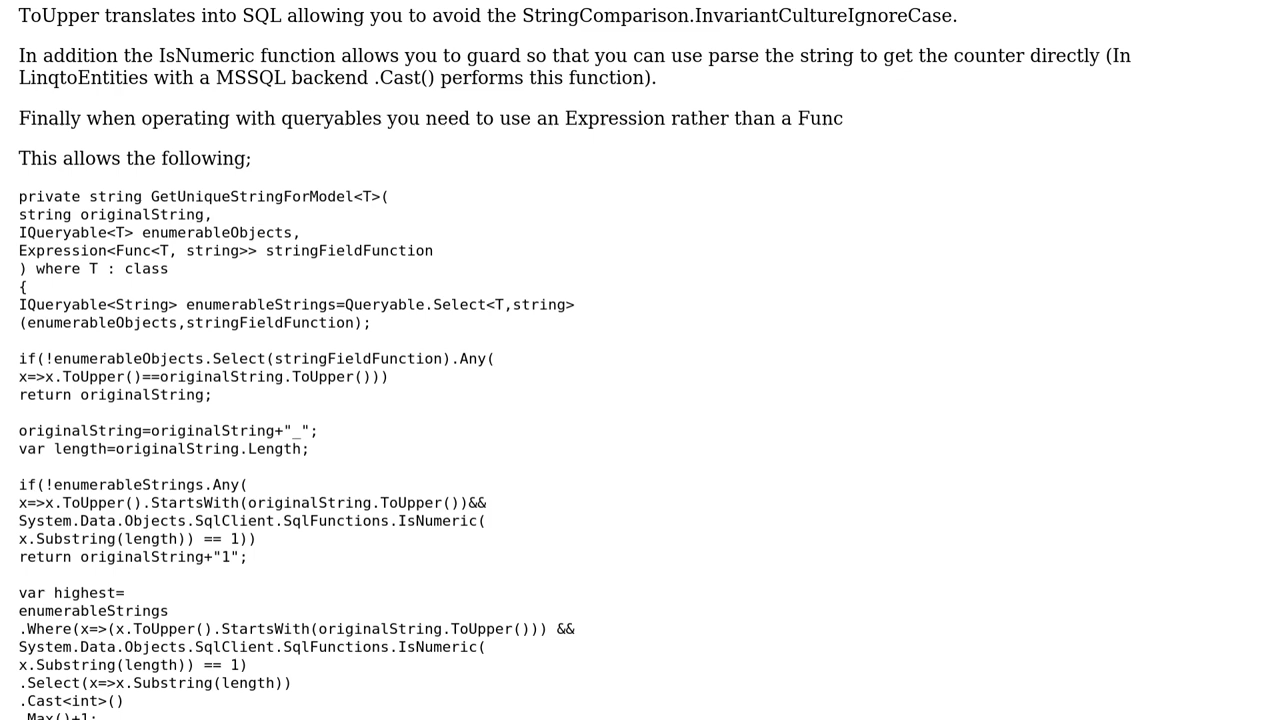 ToUpper translates into SQL allowing you to avoid the StringComparison.InvariantCultureIgnoreCase.
In addition the IsNumeric function allows you to guard so that you can use parse the string to get the counter directly (In
LinqtoEntities with a MSSQL backend .Cast() performs this function).
Finally when operating with queryables you need to use an Expression rather than a Func
This allows the following;
private string GetUniqueStringForModel<T>(
string originalString,
IQueryable<T> enumerableObjects,
Expression<Func<T, string>> stringFieldFunction
) where T : class
{
IQueryable<String> enumerableStrings=Queryable.Select<T,string>
(enumerableObjects,stringFieldFunction);
if(!enumerableObjects.Select(stringFieldFunction).Any(
x=>x.ToUpper()==originalString.ToUpper()))
return originalString;
originalString=originalString+"_";
var length=originalString.Length;
if(!enumerableStrings.Any(
x=>x.ToUpper().StartsWith(originalString.ToUpper())&&
System.Data.Objects.SqlClient.SqlFunctions.IsNumeric(
x.Substring(length)) == 1))
return originalString+"1";
var highest=
enumerableStrings
.Where(x=>(x.ToUpper().StartsWith(originalString.ToUpper())) &&
System.Data.Objects.SqlClient.SqlFunctions.IsNumeric(
x.Substring(length)) == 1)
.Select(x=>x.Substring(length))
.Cast<int>()
.Max()+1;